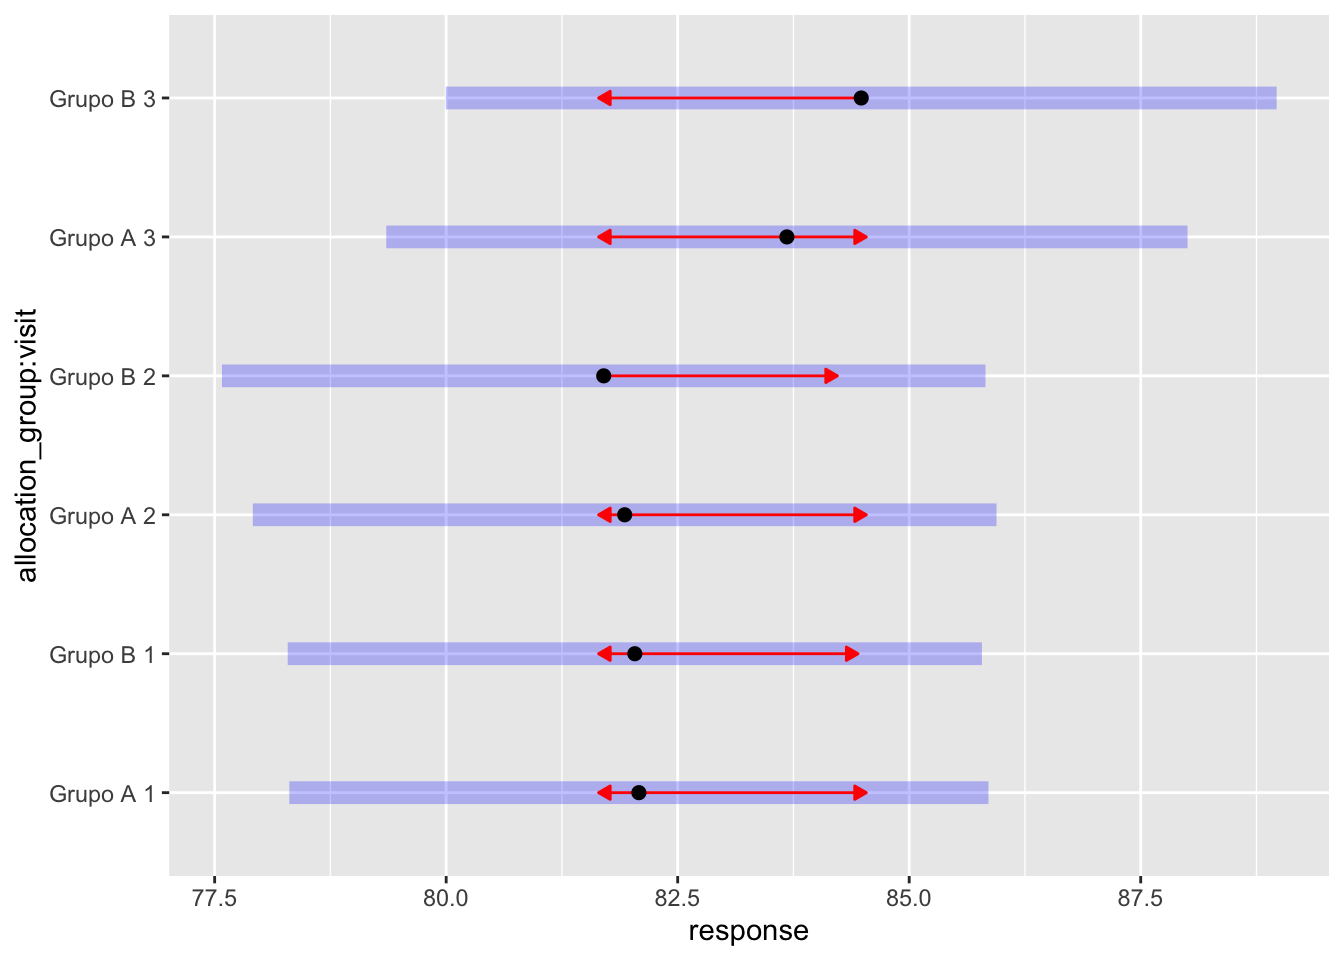 allocation_group:visit
Grupo B 3
Grupo A 3
Grupo B 2
Grupo A 2
Grupo B 1
Grupo A 1
77.5 80.0 82.5 85.0 87.5
response